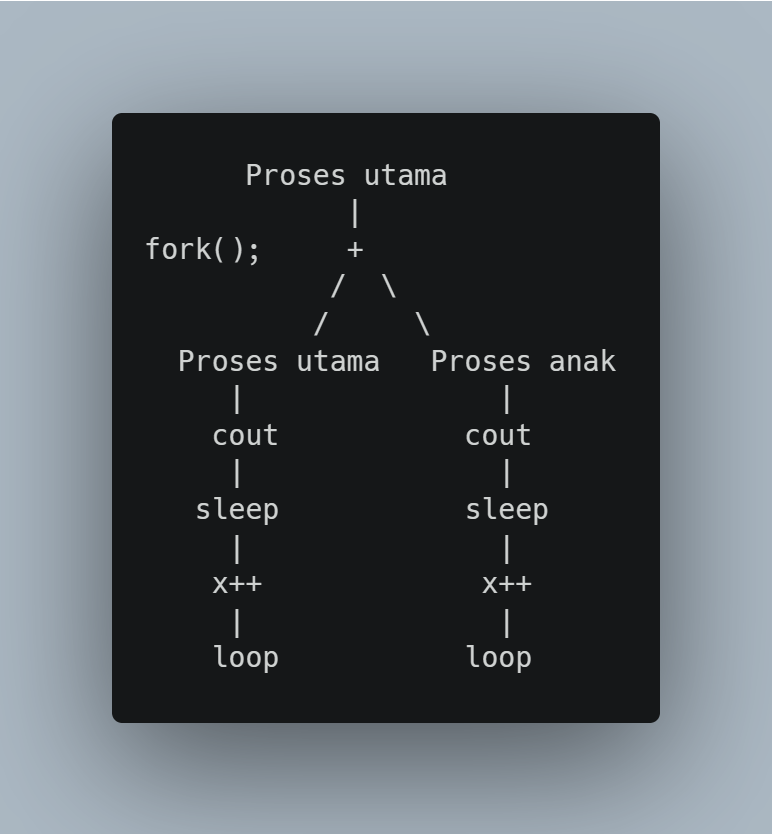 Proses utama
|
fork();     +
/  \
/     \
Proses utama   Proses anak
|               |
cout           cout
|               |
sleep           sleep
|               |
x++             x++
|               |
loop           loop